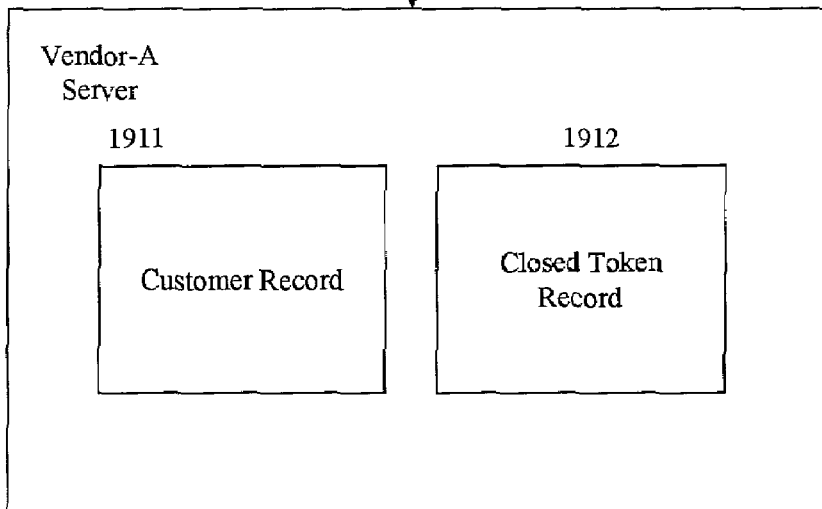 Vendor-A
Server
1911
1912
Customer Record
Closed Token
Record